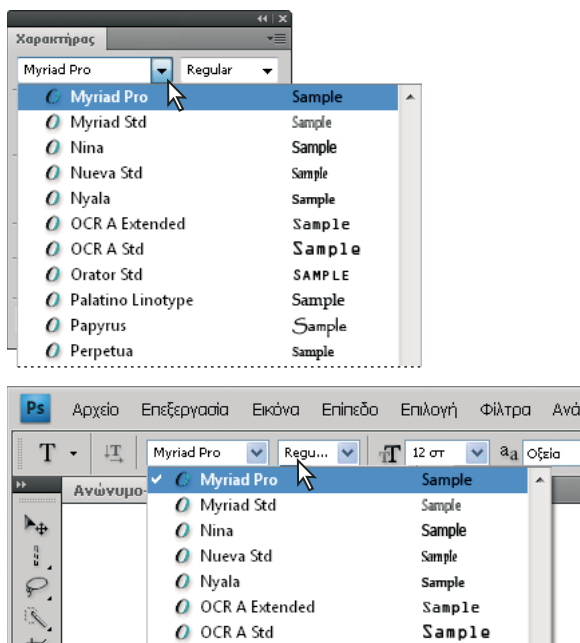 Χαρακτήρας
Myriad Pro Regular
Myriad Pro Sample
Myriad Std Sample
Nina Sample
Nueva Std Sample
Nyala Sample
OCR A Extended Sample
OCR A Std Sample
Orator Std SAMPLE
Palatino Linotype Sample
Papyrus Sample
Perpetua Sample
Ps Αρχείο Επεξεργασία Εικόνα Επίπεδο Επιλογή Φίλτρα Ανά
T T Myriad Pro Regu... T 12 στ aa Οξεία
Ανώνυμο-
Myriad Pro Sample
Myriad Std Sample
Nina Sample
Nueva Std Sample
Nyala Sample
OCR A Extended Sample
OCR A Std Sample